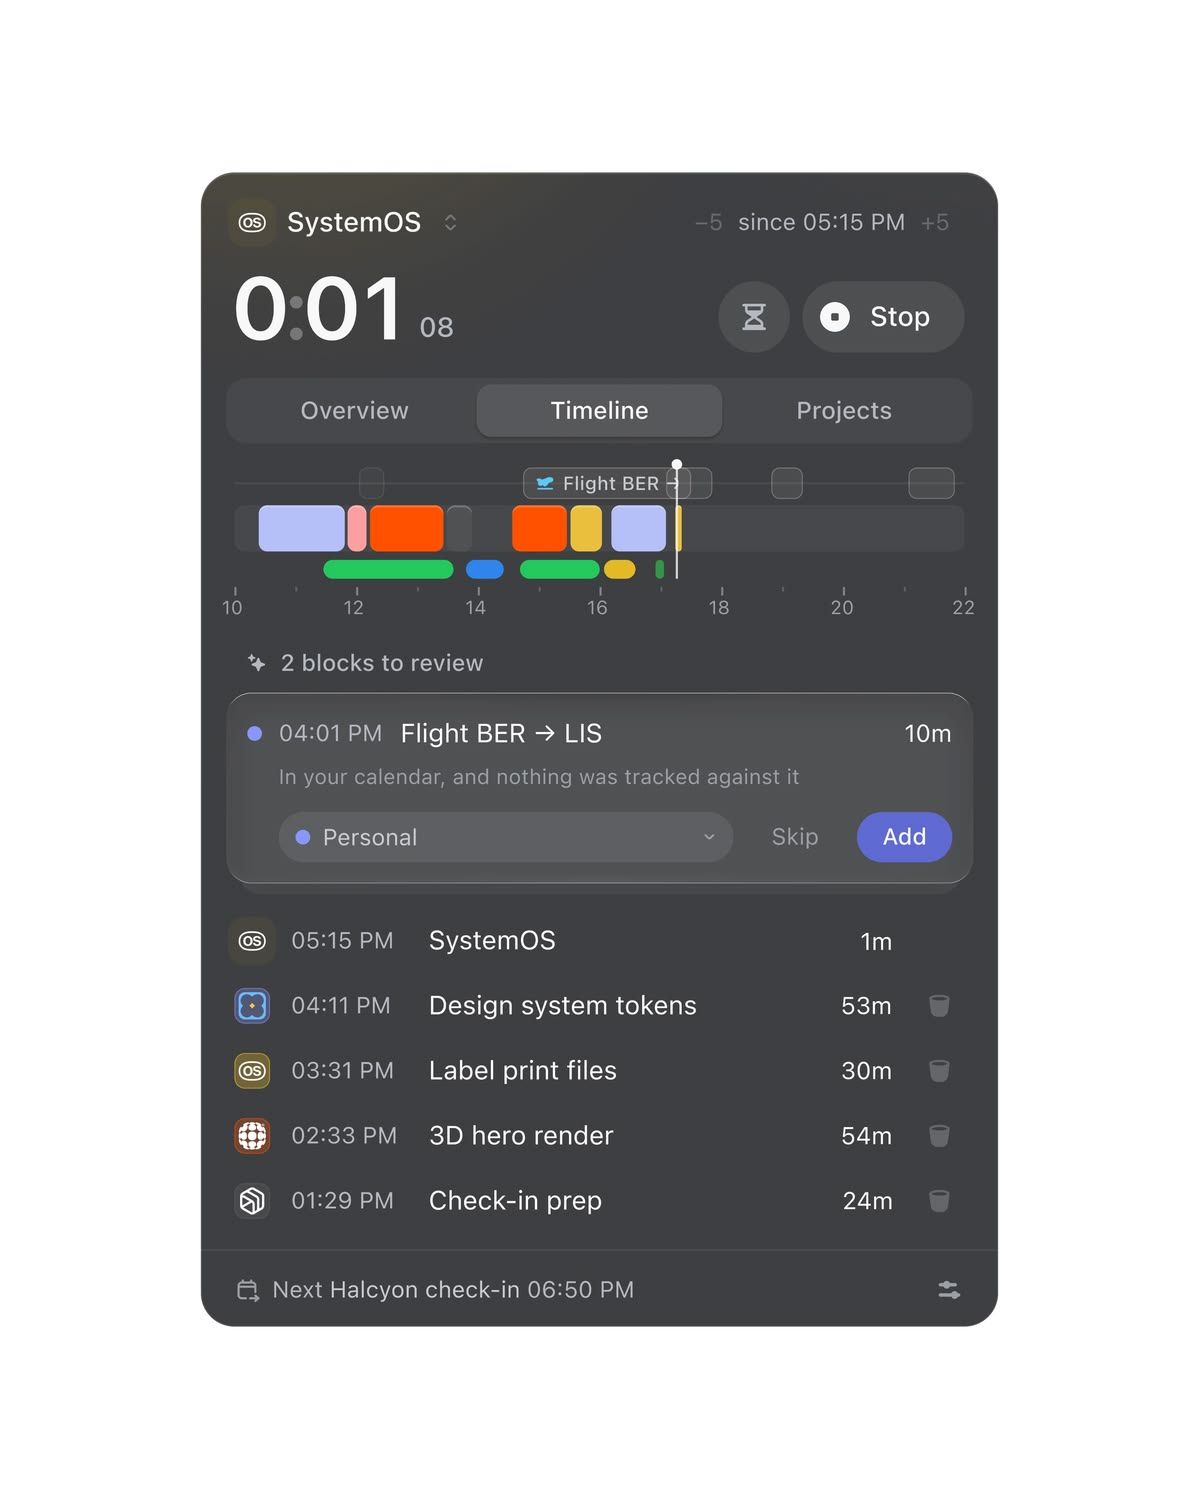 OS SystemOS −5 since 05:15 PM +5
0:01 08 Stop
Overview Timeline Projects
Flight BER →
10 12 14 16 18 20 22
2 blocks to review
04:01 PM Flight BER → LIS 10m
In your calendar, and nothing was tracked against it
Personal Skip Add
OS 05:15 PM SystemOS 1m
04:11 PM Design system tokens 53m
OS 03:31 PM Label print files 30m
02:33 PM 3D hero render 54m
01:29 PM Check-in prep 24m
Next Halcyon check-in 06:50 PM